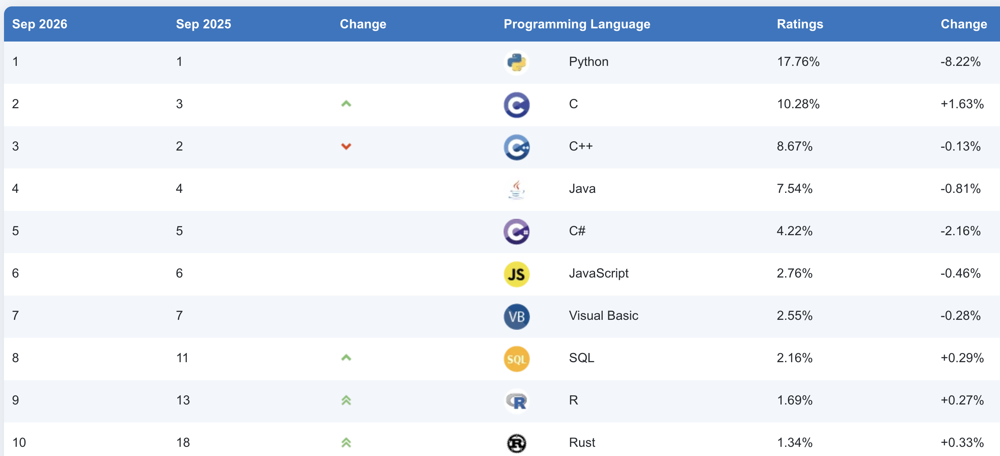 Sep 2026 Sep 2025 Change Programming Language Ratings Change
1 1 Python 17.76% -8.22%
2 3 C C 10.28% +1.63%
3 2 C++ C++ 8.67% -0.13%
4 4 Java 7.54% -0.81%
5 5 C# C# 4.22% -2.16%
6 6 JS JavaScript 2.76% -0.46%
7 7 VB Visual Basic 2.55% -0.28%
8 11 SQL SQL 2.16% +0.29%
9 13 R R 1.69% +0.27%
10 18 R Rust 1.34% +0.33%